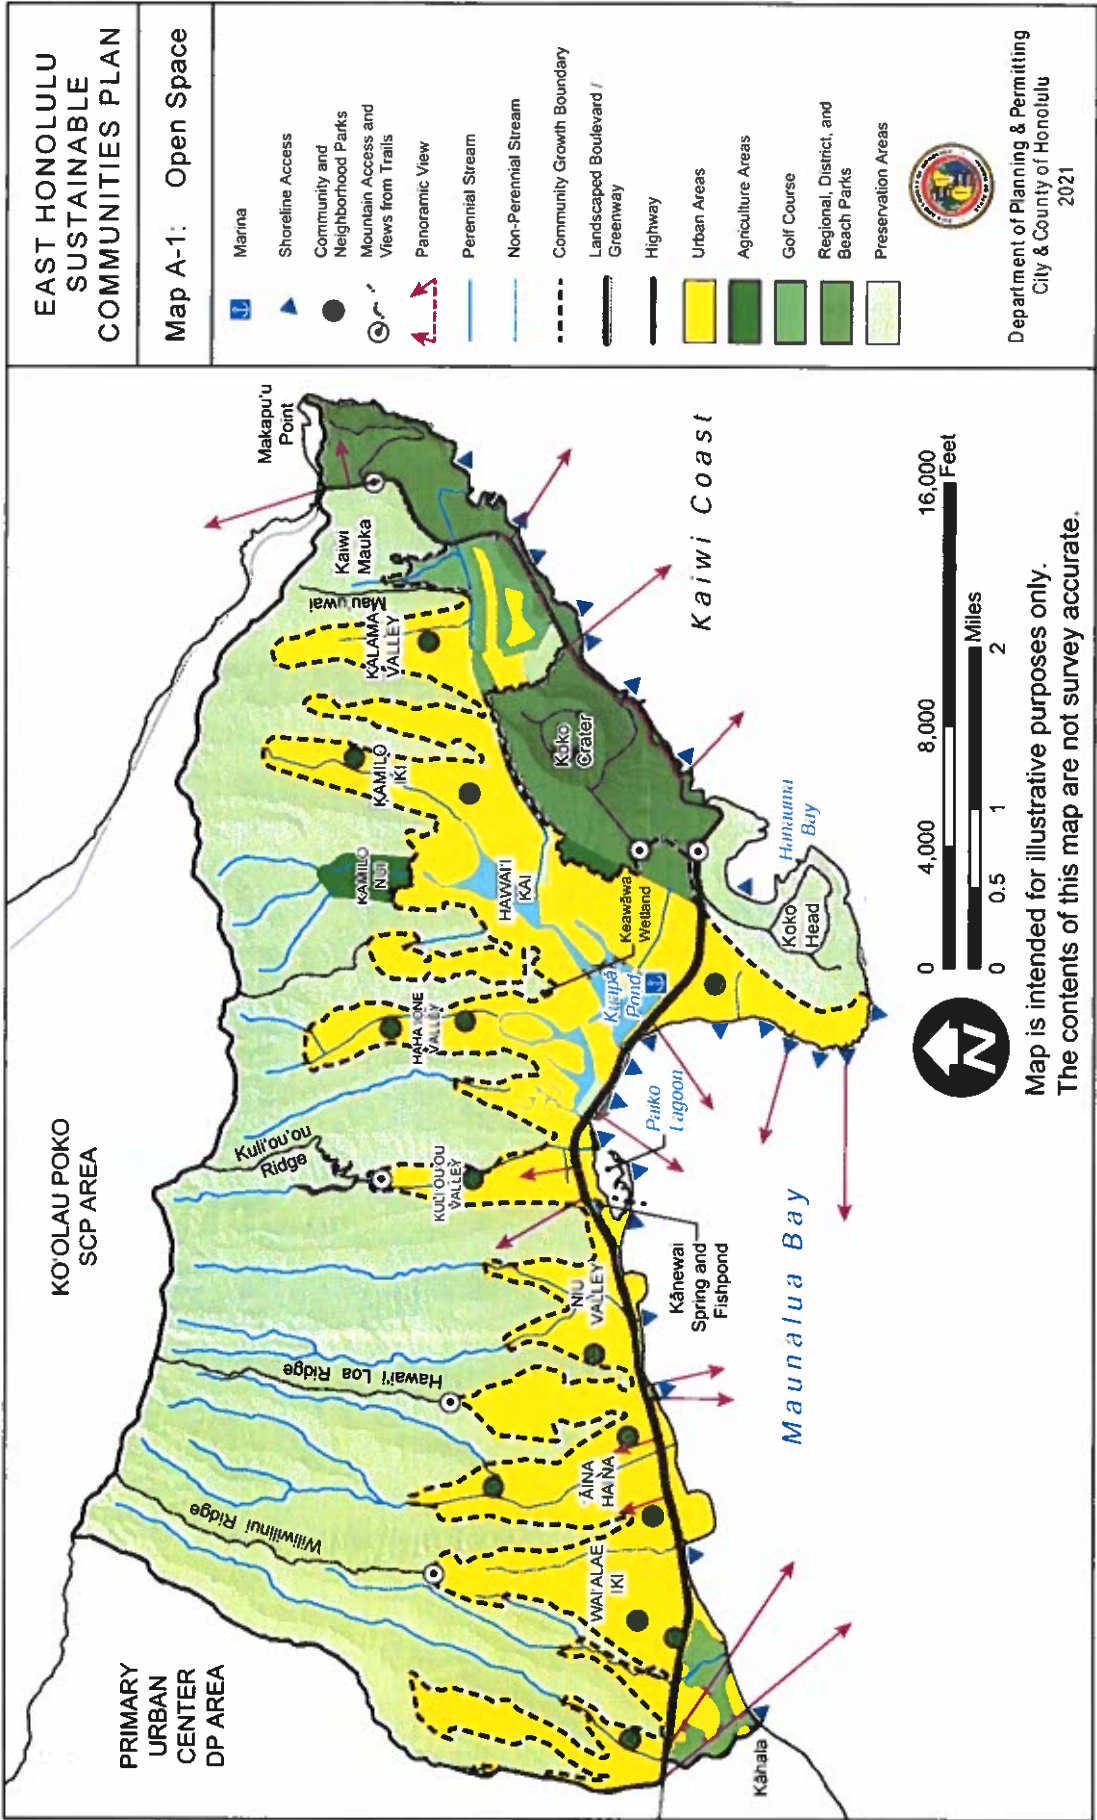 EAST HONOLULU
SUSTAINABLE
COMMUNITIES PLAN
Map A-1: Open Space
Marina
Shoreline Access
Community and
Neighborhood Parks
Mountain Access and
Views from Trails
Panoramic View
Perennial Stream
Non-Perennial Stream
Community Growth Boundary
Landscaped Boulevard /
Greenway
Highway
Urban Areas
Agriculture Areas
Golf Course
Regional, District, and
Beach Parks
Preservation Areas
Department of Planning & Permitting
City & County of Honolulu
2021
PRIMARY
URBAN
CENTER
DP AREA
KO'OLAU POKO
SCP AREA
Makapu'u
Point
Kaiwi
Mauka
Mau'uwai
KALAMA
VALLEY
KAMILO
IKI
KAMILO
NUI
HAWAI'I
KAI
Koko
Crater
Kaiwi Coast
Hanauma
Bay
Koko
Head
Keawāwa
Wetland
Kuapā
Pond
HAHAIONE
VALLEY
Kuli'ou'ou
Ridge
KULI'OU'OU
VALLEY
Paiko
Lagoon
Kānewai
Spring and
Fishpond
NIU
VALLEY
Hawai'i Loa Ridge
'ĀINA
HAINA
Wiliwilinui Ridge
WAI'ALAE
IKI
Kāhala
Maunalua Bay
N
0 4,000 8,000 16,000
Feet
0 0.5 1 2
Miles
Map is intended for illustrative purposes only.
The contents of this map are not survey accurate.